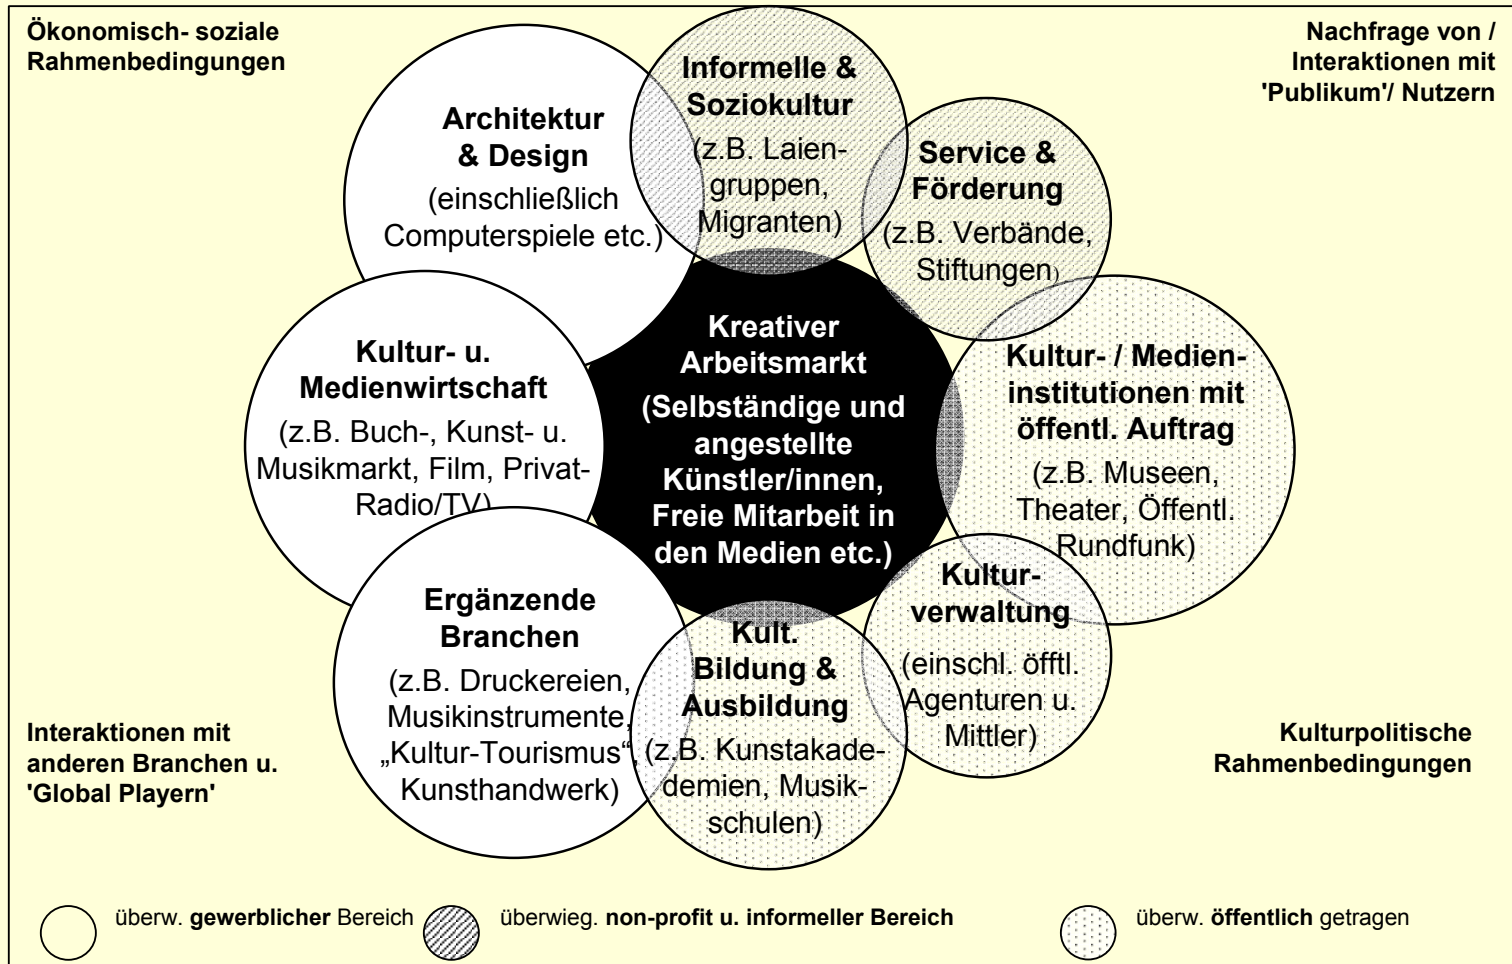 Ökonomisch- soziale
Rahmenbedingungen
Nachfrage von /
Interaktionen mit
'Publikum'/ Nutzern
Architektur
& Design
(einschließlich
Computerspiele etc.)
Informelle &
Soziokultur
(z.B. Laien-
gruppen,
Migranten)
Service &
Förderung
(z.B. Verbände,
Stiftungen)
Kultur- u.
Medienwirtschaft
(z.B. Buch-, Kunst- u.
Musikmarkt, Film, Privat-
Radio/TV)
Kreativer
Arbeitsmarkt
(Selbständige und
angestellte
Künstler/innen,
Freie Mitarbeit in
den Medien etc.)
Kultur- / Medien-
institutionen mit
öffentl. Auftrag
(z.B. Museen,
Theater, Öffentl.
Rundfunk)
Ergänzende
Branchen
(z.B. Druckereien,
Musikinstrumente,
„Kultur-Tourismus“,
Kunsthandwerk)
Kult.
Bildung &
Ausbildung
(z.B. Kunstakade-
demien, Musik-
schulen)
Kultur-
verwaltung
(einschl. öfftl.
Agenturen u.
Mittler)
Interaktionen mit
anderen Branchen u.
'Global Playern'
Kulturpolitische
Rahmenbedingungen
überw. gewerblicher Bereich
überwieg. non-profit u. informeller Bereich
überw. öffentlich getragen